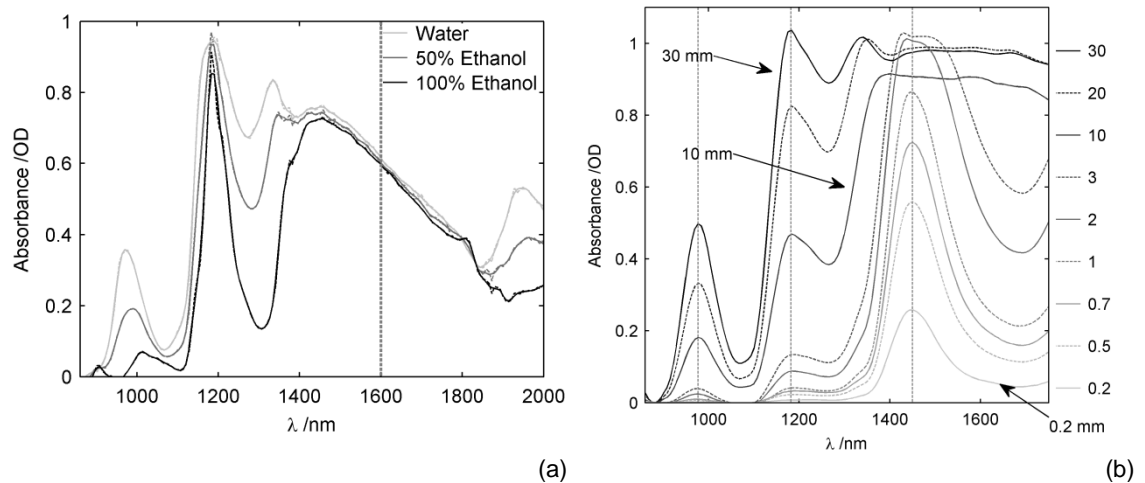 1
0.8
0.6
0.4
0.2
0
Absorbance /OD
1000
1200
1400
1600
1800
2000
λ /nm
Water
50% Ethanol
100% Ethanol
(a)
1
0.8
0.6
0.4
0.2
0
Absorbance /OD
1000
1200
1400
1600
λ /nm
30 mm
10 mm
0.2 mm
30
20
10
3
2
1
0.7
0.5
0.2
(b)